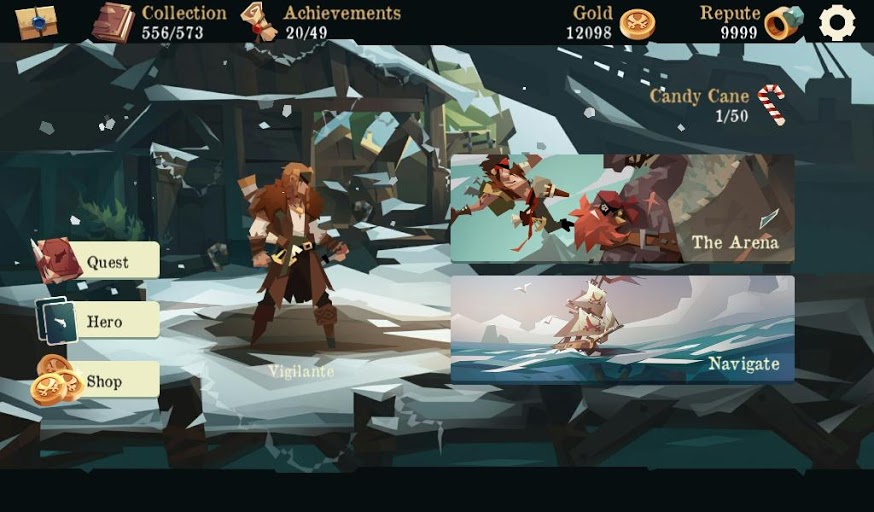 Collection
556/573
Achievements
20/49
Gold
12098
Repute
9999
Candy Cane
1/50
The Arena
Quest
Hero
Shop
Vigilante
Navigate